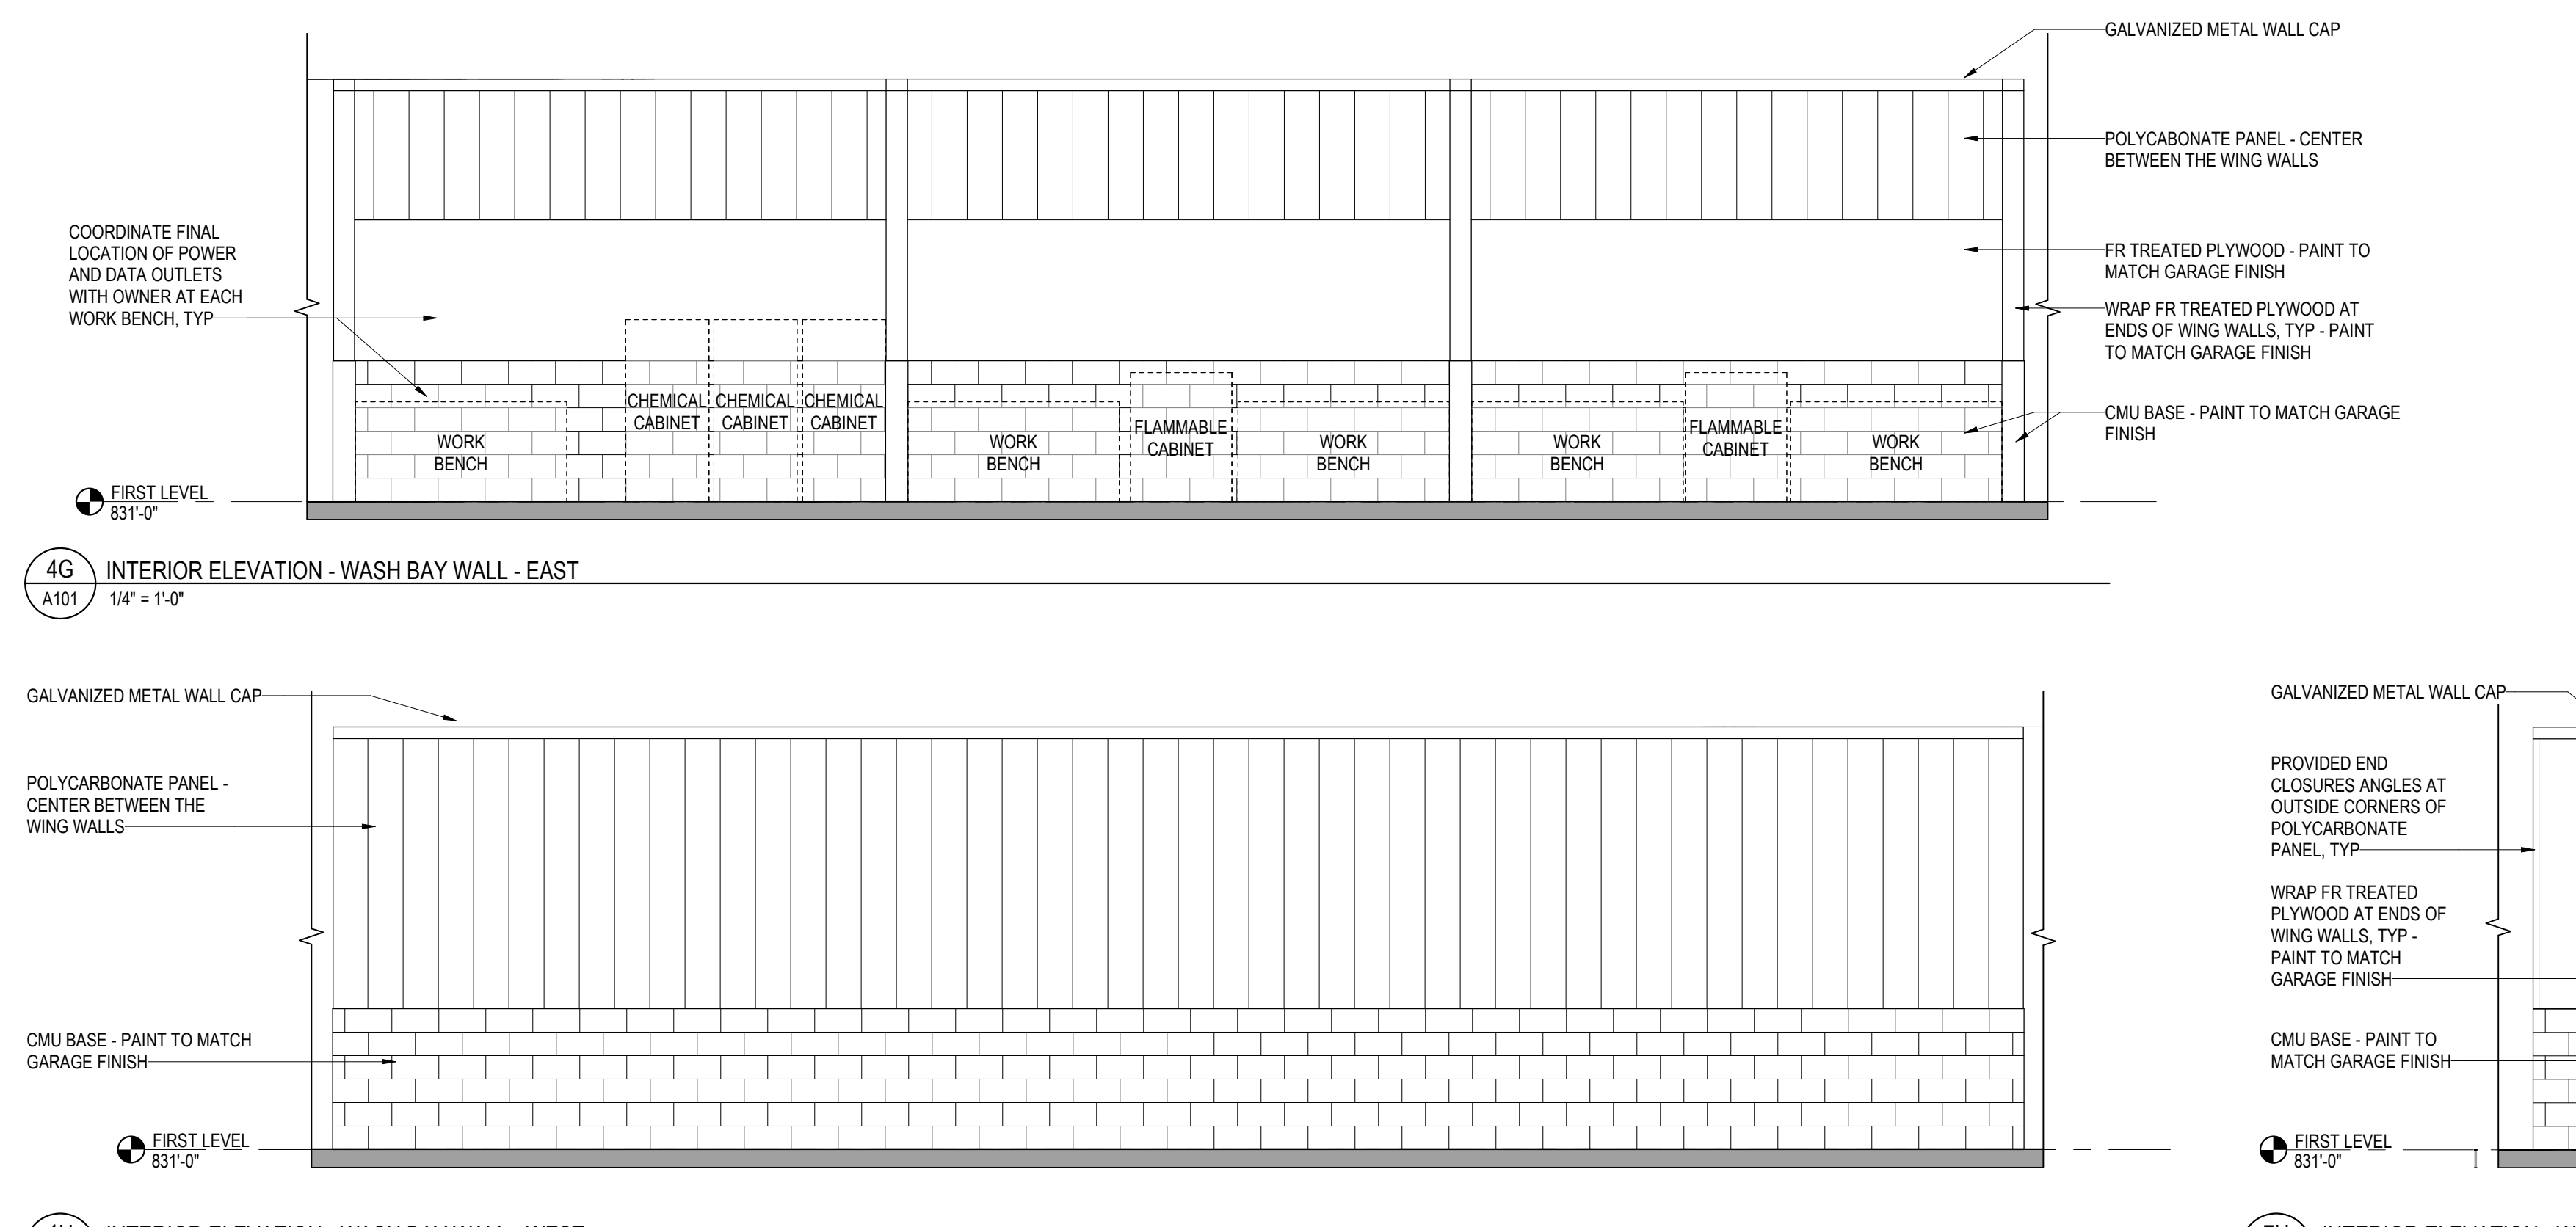 GALVANIZED METAL WALL CAP
POLYCABONATE PANEL - CENTER
BETWEEN THE WING WALLS
COORDINATE FINAL
LOCATION OF POWER
AND DATA OUTLETS
WITH OWNER AT EACH
WORK BENCH, TYP
FR TREATED PLYWOOD - PAINT TO
MATCH GARAGE FINISH
WRAP FR TREATED PLYWOOD AT
ENDS OF WING WALLS, TYP - PAINT
TO MATCH GARAGE FINISH
CMU BASE - PAINT TO MATCH GARAGE
FINISH
WORK
BENCH
CHEMICAL
CABINET
CHEMICAL
CABINET
CHEMICAL
CABINET
WORK
BENCH
FLAMMABLE
CABINET
WORK
BENCH
WORK
BENCH
FLAMMABLE
CABINET
WORK
BENCH
FIRST LEVEL
831'-0"
4G
A101
INTERIOR ELEVATION - WASH BAY WALL - EAST
1/4" = 1'-0"
GALVANIZED METAL WALL CAP
POLYCARBONATE PANEL -
CENTER BETWEEN THE
WING WALLS
CMU BASE - PAINT TO MATCH
GARAGE FINISH
FIRST LEVEL
831'-0"
INTERIOR ELEVATION - WASH BAY WALL - WEST
GALVANIZED METAL WALL CAP
PROVIDED END
CLOSURES ANGLES AT
OUTSIDE CORNERS OF
POLYCARBONATE
PANEL, TYP
WRAP FR TREATED
PLYWOOD AT ENDS OF
WING WALLS, TYP -
PAINT TO MATCH
GARAGE FINISH
CMU BASE - PAINT TO
MATCH GARAGE FINISH
FIRST LEVEL
831'-0"
INTERIOR ELEVATION